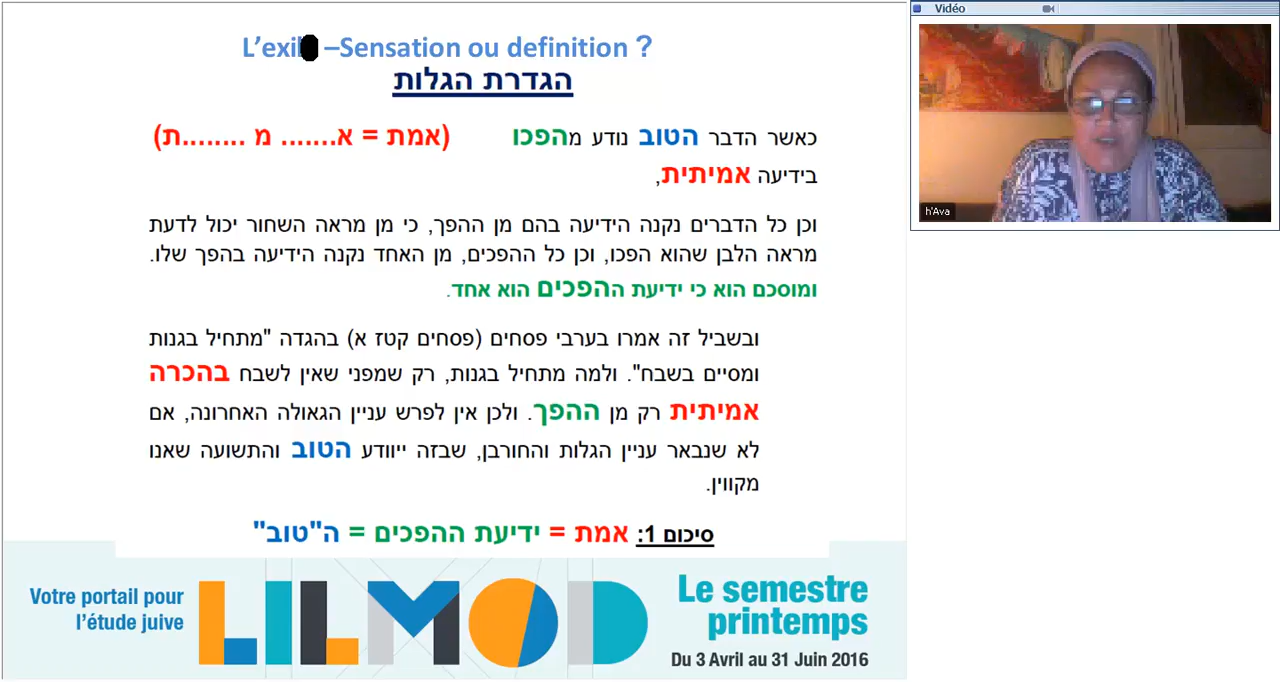 L'exil –Sensation ou definition ?
הגדרת הגלות
כאשר הדבר הטוב נודע מהפכו (אמת = א....... מ ........ת)
בידיעה אמיתית,
וכן כל הדברים נקנה הידיעה בהם מן ההפך, כי מן מראה השחור יכול לדעת
מראה הלבן שהוא הפכו, וכן כל ההפכים, מן האחד נקנה הידיעה בהפך שלו.
ומוסכם הוא כי ידיעת ההפכים הוא אחד.
ובשביל זה אמרו בערבי פסחים (פסחים קטז א) בהגדה "מתחיל בגנות
ומסיים בשבח". ולמה מתחיל בגנות, רק שמפני שאין לשבח בהכרה
אמיתית רק מן ההפך. ולכן אין לפרש עניין הגאולה האחרונה, אם
לא שנבאר עניין הגלות והחורבן, שבזה ייוודע הטוב והתשועה שאנו
מקווין.
סיכום 1: אמת = ידיעת ההפכים = ה"טוב"
Votre portail pour
l'étude juive
LILMOD
Le semestre
printemps
Du 3 Avril au 31 Juin 2016
Vidéo
h'Ava